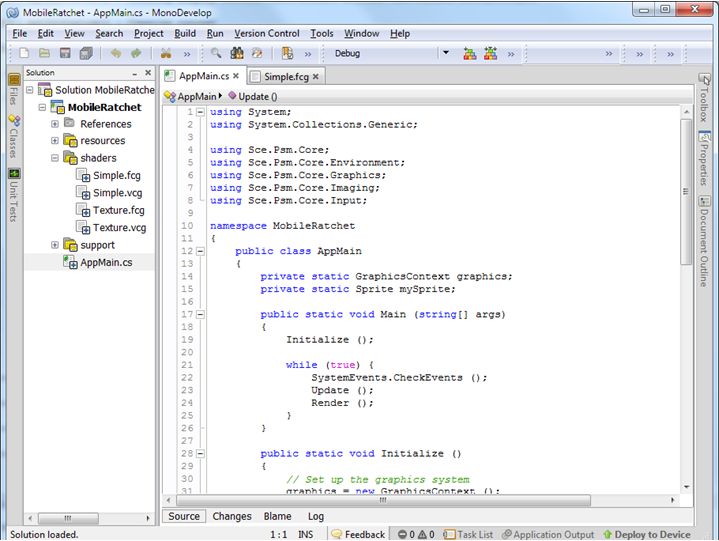 MobileRatchet - AppMain.cs - MonoDevelop
File Edit View Search Project Build Run Version Control Tools Window Help
Debug
Solution
Files
Classes
Unit Tests
Solution MobileRatche
MobileRatchet
References
resources
shaders
Simple.fcg
Simple.vcg
Texture.fcg
Texture.vcg
support
AppMain.cs
AppMain.cs Simple.fcg
AppMain Update ()
1 using System;
2 using System.Collections.Generic;
3
4 using Sce.Psm.Core;
5 using Sce.Psm.Core.Environment;
6 using Sce.Psm.Core.Graphics;
7 using Sce.Psm.Core.Imaging;
8 using Sce.Psm.Core.Input;
9
10 namespace MobileRatchet
11 {
12 public class AppMain
13 {
14 private static GraphicsContext graphics;
15 private static Sprite mySprite;
16
17 public static void Main (string[] args)
18 {
19 Initialize ();
20
21 while (true) {
22 SystemEvents.CheckEvents ();
23 Update ();
24 Render ();
25 }
26 }
27
28 public static void Initialize ()
29 {
30 // Set up the graphics system
31 graphics = new GraphicsContext ();
Toolbox
Properties
Document Outline
Source Changes Blame Log
Solution loaded. 1 : 1 INS Feedback 0 0 Task List Application Output Deploy to Device